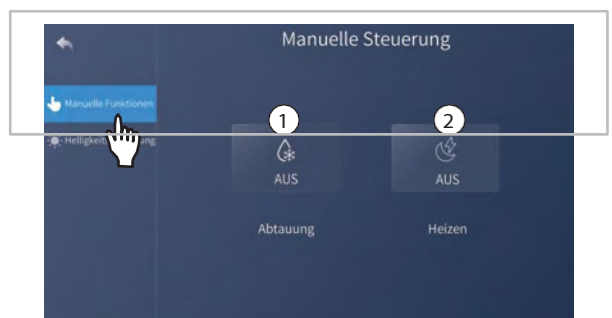 Manuelle Steuerung
Manuelle Funktionen
1
2
AUS
AUS
Abtauung
Heizen